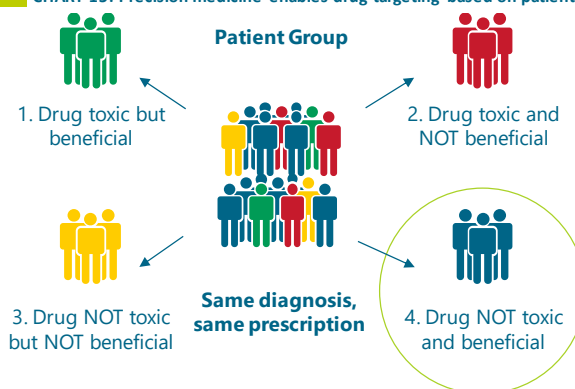 CHART 13: Precision medicine enables drug targeting based on patient
Patient Group
1. Drug toxic but
beneficial
2. Drug toxic and
NOT beneficial
3. Drug NOT toxic
but NOT beneficial
Same diagnosis,
same prescription
4. Drug NOT toxic
and beneficial